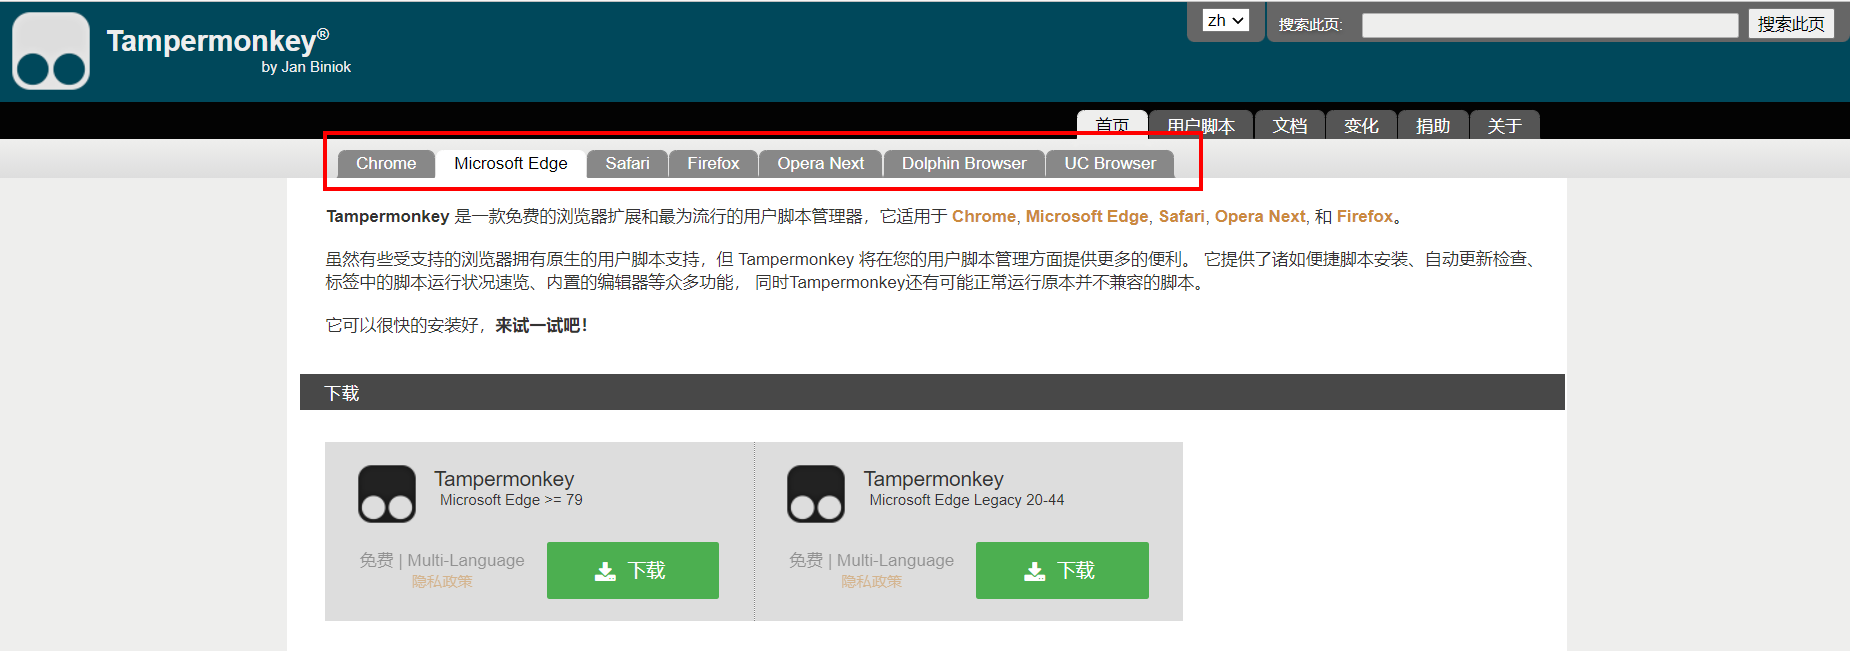 Tampermonkey®
by Jan Biniok
zh
搜索此页:
搜索此页
首页 用户脚本 文档 变化 捐助 关于
Chrome Microsoft Edge Safari Firefox Opera Next Dolphin Browser UC Browser
Tampermonkey 是一款免费的浏览器扩展和最为流行的用户脚本管理器，它适用于 Chrome, Microsoft Edge, Safari, Opera Next, 和 Firefox。
虽然有些受支持的浏览器拥有原生的用户脚本支持，但 Tampermonkey 将在您的用户脚本管理方面提供更多的便利。 它提供了诸如便捷脚本安装、自动更新检查、
标签中的脚本运行状况速览、内置的编辑器等众多功能， 同时Tampermonkey还有可能正常运行原本并不兼容的脚本。
它可以很快的安装好，来试一试吧！
下载
Tampermonkey
Microsoft Edge >= 79
免费 | Multi-Language
隐私政策
下载
Tampermonkey
Microsoft Edge Legacy 20-44
免费 | Multi-Language
隐私政策
下载